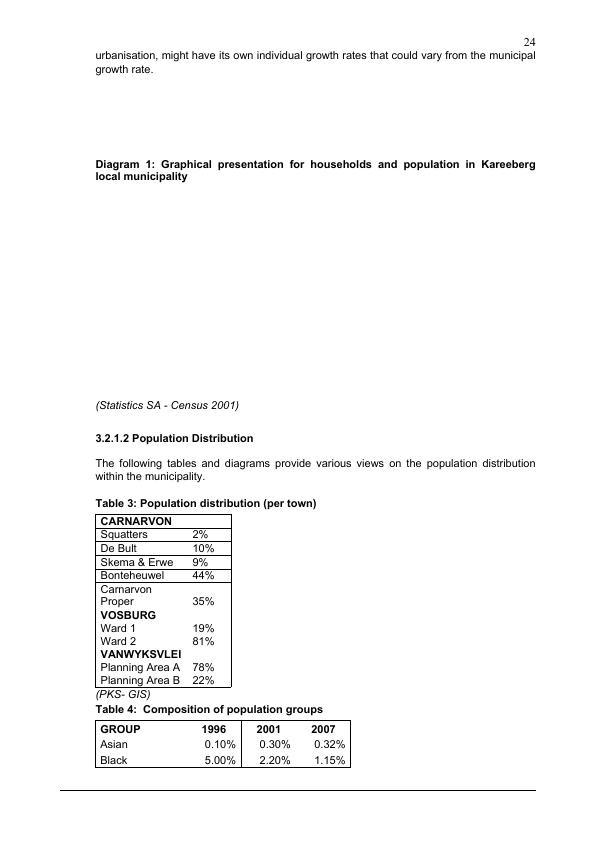 24
urbanisation, might have its own individual growth rates that could vary from the municipal
growth rate.
Diagram 1: Graphical presentation for households and population in Kareeberg
local municipality
(Statistics SA - Census 2001)
3.2.1.2 Population Distribution
The following tables and diagrams provide various views on the population distribution
within the municipality.
Table 3: Population distribution (per town)
CARNARVON
Squatters 2%
De Bult 10%
Skema & Erwe 9%
Bonteheuwel 44%
Carnarvon
Proper 35%
VOSBURG
Ward 1 19%
Ward 2 81%
VANWYKSVLEI
Planning Area A 78%
Planning Area B 22%
(PKS- GIS)
Table 4: Composition of population groups
GROUP 1996 2001 2007
Asian 0.10% 0.30% 0.32%
Black 5.00% 2.20% 1.15%